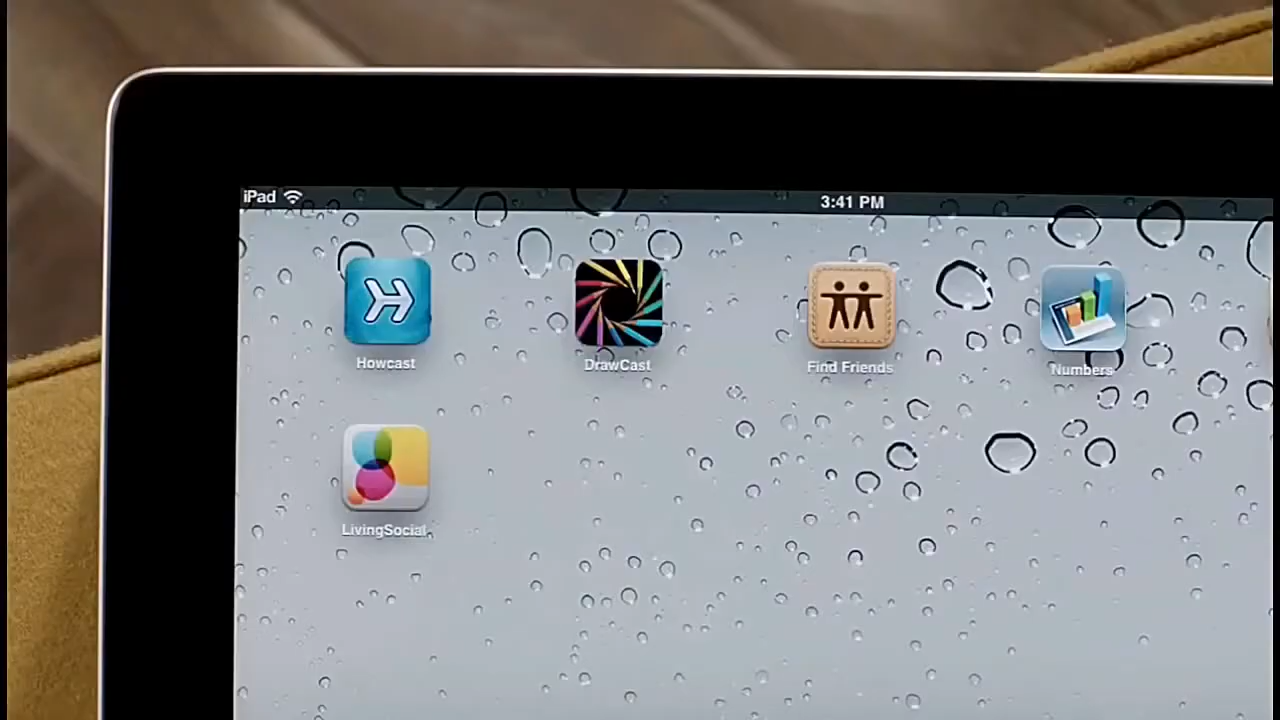 iPad
3:41 PM
Howcast
DrawCast
Find Friends
Numbers
LivingSocial